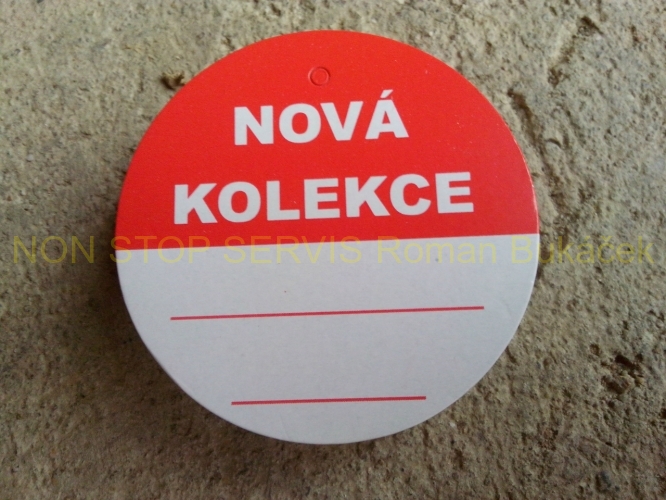 NOVÁ
KOLEKCE
NON STOP SERVIS Roman Bukáček